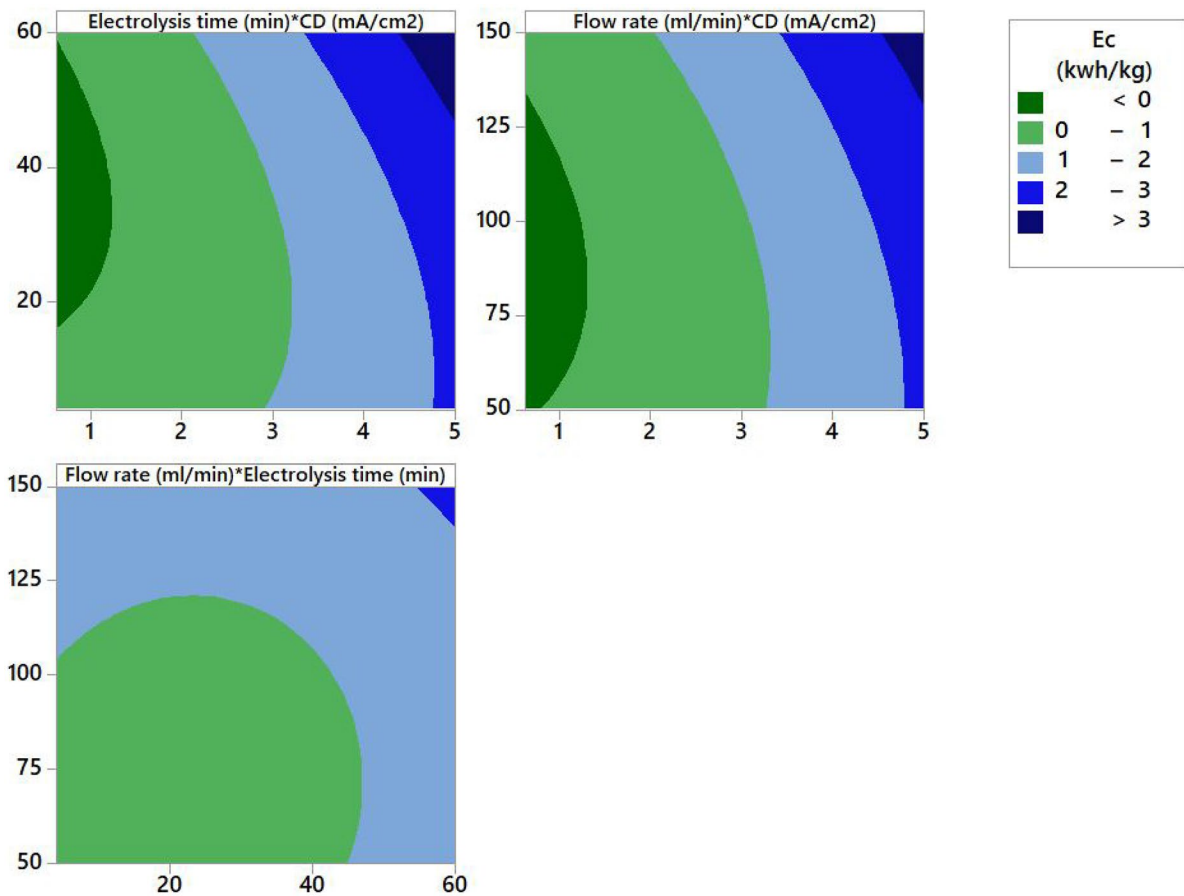 Electrolysis time (min)*CD (mA/cm2)
60
40
20
1 2 3 4 5
Flow rate (ml/min)*CD (mA/cm2)
150
125
100
75
50
1 2 3 4 5
Ec
(kwh/kg)
< 0
0 – 1
1 – 2
2 – 3
> 3
Flow rate (ml/min)*Electrolysis time (min)
150
125
100
75
50
20 40 60